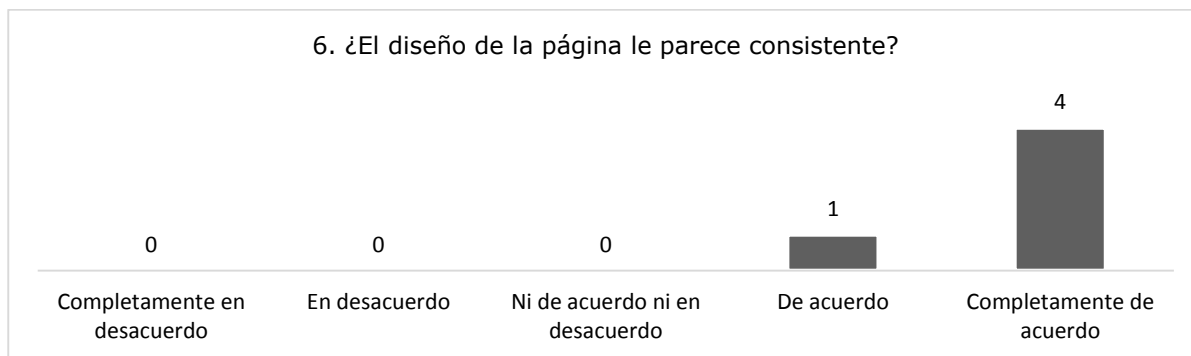 6. ¿El diseño de la página le parece consistente?
4
1
0
0
0
Completamente en
desacuerdo
En desacuerdo
Ni de acuerdo ni en
desacuerdo
De acuerdo
Completamente de
acuerdo